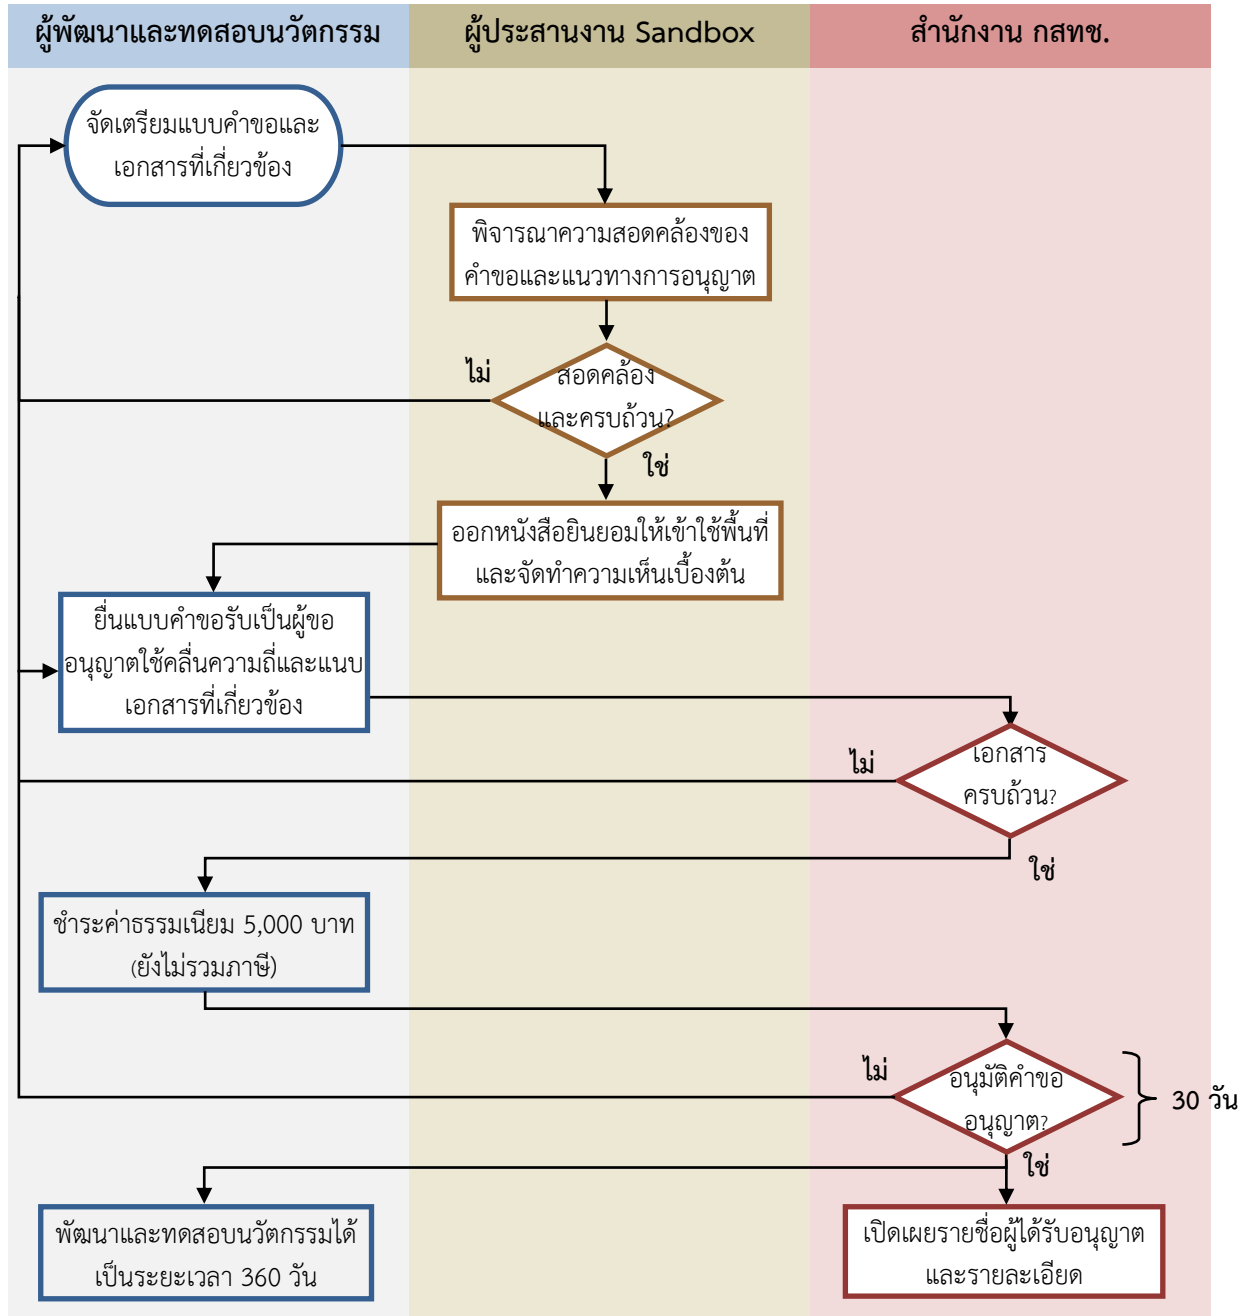 ผู้พัฒนาและทดสอบนวัตกรรม
ผู้ประสานงาน Sandbox
สำนักงาน กสทช.
จัดเตรียมแบบคำขอและ
เอกสารที่เกี่ยวข้อง
พิจารณาความสอดคล้องของ
คำขอและแนวทางการอนุญาต
ไม่
สอดคล้อง
และครบถ้วน?
ใช่
ออกหนังสือยินยอมให้เข้าใช้พื้นที่
และจัดทำความเห็นเบื้องต้น
ยื่นแบบคำขอรับเป็นผู้ขอ
อนุญาตใช้คลื่นความถี่และแนบ
เอกสารที่เกี่ยวข้อง
ไม่
เอกสาร
ครบถ้วน?
ใช่
ชำระค่าธรรมเนียม 5,000 บาท
(ยังไม่รวมภาษี)
ไม่
อนุมัติคำขอ
อนุญาต?
30 วัน
ใช่
พัฒนาและทดสอบนวัตกรรมได้
เป็นระยะเวลา 360 วัน
เปิดเผยรายชื่อผู้ได้รับอนุญาต
และรายละเอียด